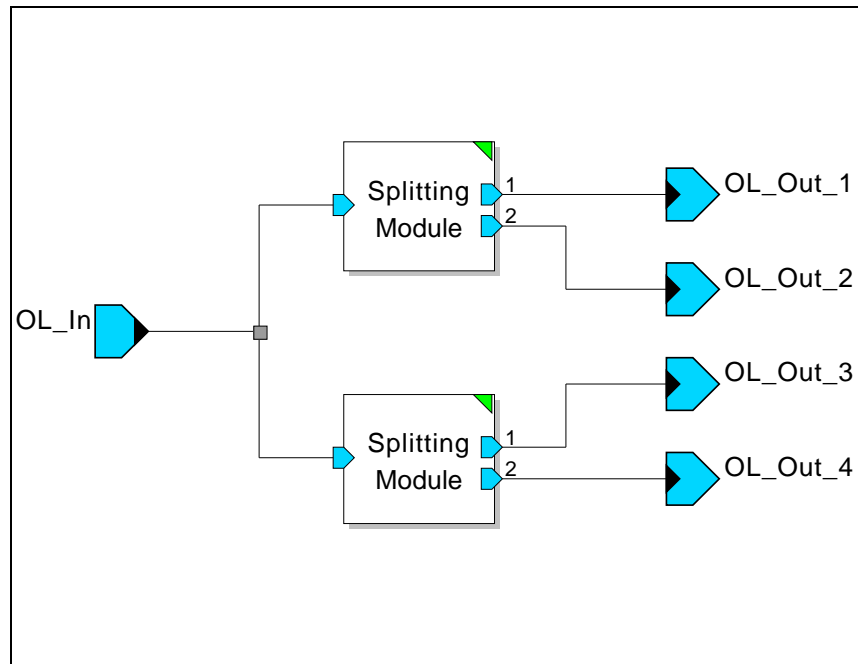 OL_In
Splitting
Module
1
2
OL_Out_1
OL_Out_2
Splitting
Module
1
2
OL_Out_3
OL_Out_4